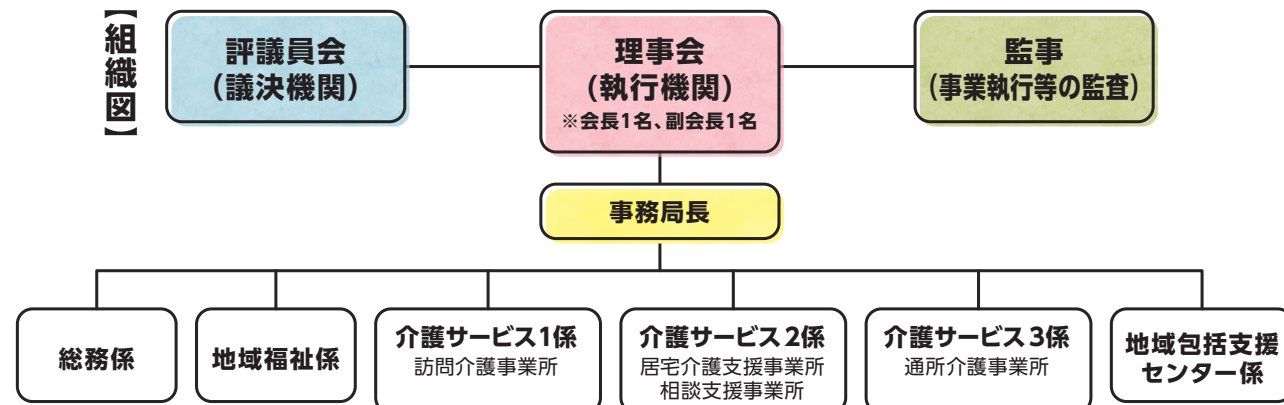 【組織図】
評議員会
（議決機関）
理事会
（執行機関）
※会長1名、副会長1名
監事
（事業執行等の監査）
事務局長
総務係
地域福祉係
介護サービス1係
訪問介護事業所
介護サービス2係
居宅介護支援事業所
相談支援事業所
介護サービス3係
通所介護事業所
地域包括支援
センター係